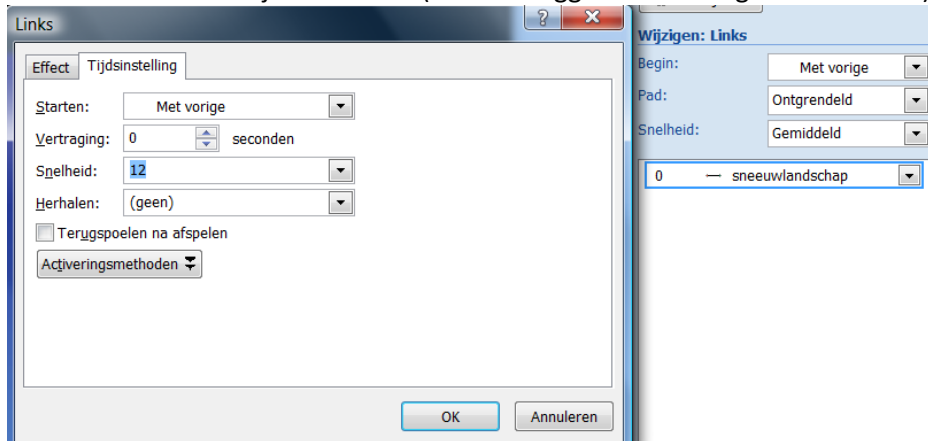 Links
Effect Tijdsinstelling
Starten: Met vorige
Vertraging: 0 seconden
Snelheid: 12
Herhalen: (geen)
Terugspoelen na afspelen
Activeringsmethoden
OK Annuleren
Wijzigen: Links
Begin: Met vorige
Pad: Ontgrendeld
Snelheid: Gemiddeld
0 sneeuwlandschap